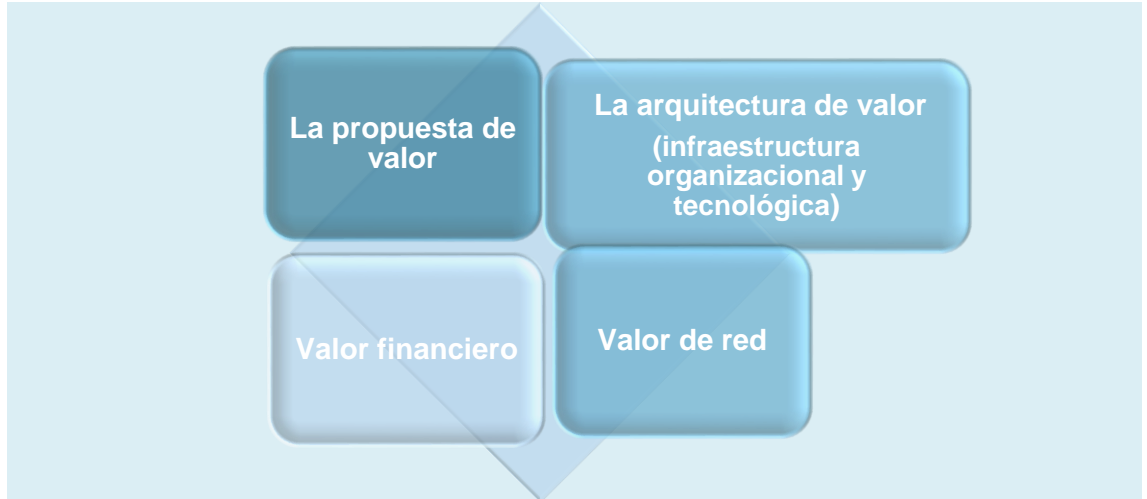 La propuesta de
valor
La arquitectura de valor
(infraestructura
organizacional y
tecnológica)
Valor financiero
Valor de red